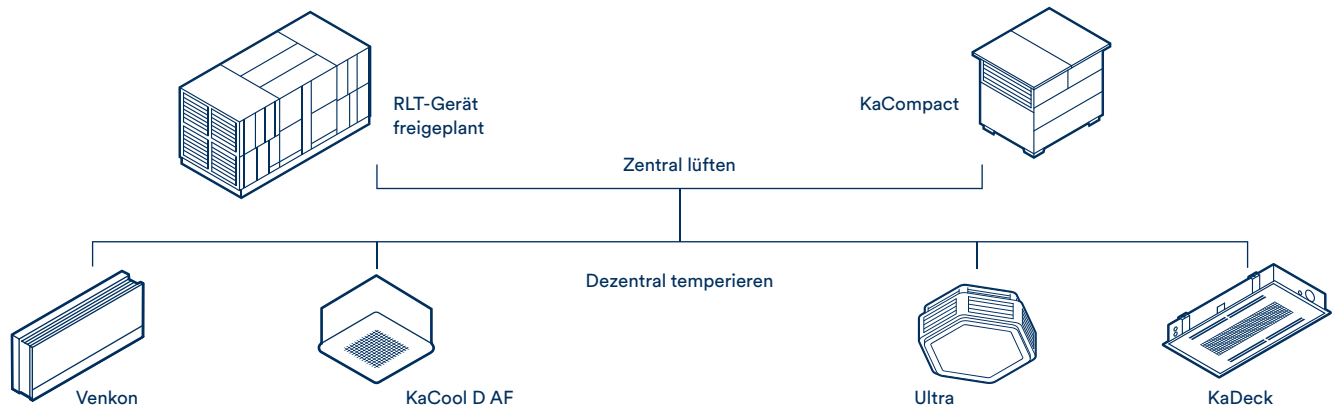 RLT-Gerät
freigeplant
KaCompact
Zentral lüften
Dezentral temperieren
Venkon
KaCool D AF
Ultra
KaDeck